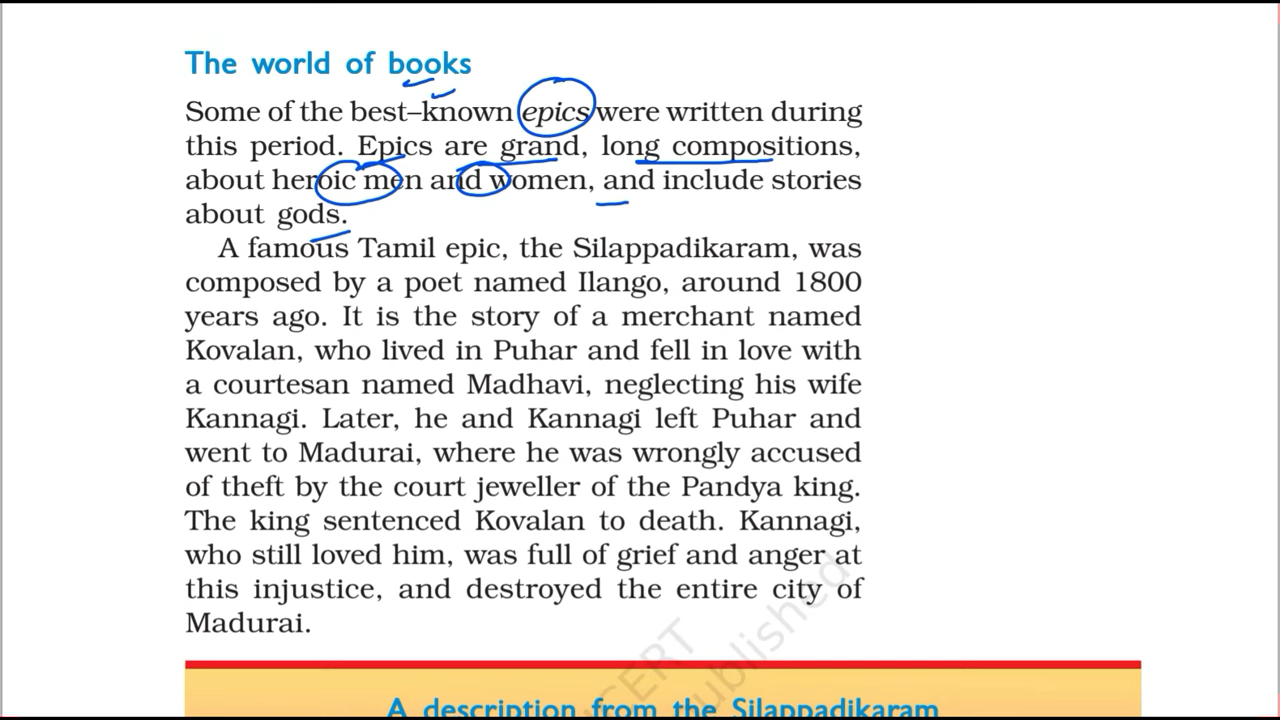 The world of books
Some of the best–known epics were written during
this period. Epics are grand, long compositions,
about heroic men and women, and include stories
about gods.
A famous Tamil epic, the Silappadikaram, was
composed by a poet named Ilango, around 1800
years ago. It is the story of a merchant named
Kovalan, who lived in Puhar and fell in love with
a courtesan named Madhavi, neglecting his wife
Kannagi. Later, he and Kannagi left Puhar and
went to Madurai, where he was wrongly accused
of theft by the court jeweller of the Pandya king.
The king sentenced Kovalan to death. Kannagi,
who still loved him, was full of grief and anger at
this injustice, and destroyed the entire city of
Madurai.
A description from the Silappadikaram